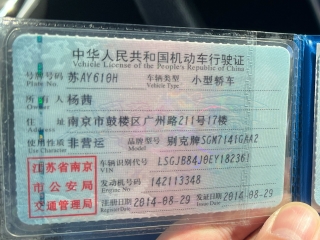 中华人民共和国机动车行驶证
Vehicle License of the People's Republic of China
号牌号码 苏AY610H 车辆类型 小型轿车
Plate No. Vehicle Type
所有人 杨茜
Owner
住址 南京市鼓楼区广州路211号17楼
Address
使用性质 非营运 品牌型号 别克牌SGM7141GAA2
Use Character Model
江苏省南京
市公安局
交通管理局
车辆识别代号 LSGJB84J0EY182361
VIN
发动机号码 142113348
Engine No.
注册日期 2014-08-29 发证日期 2014-08-29
Register Date Issue Date